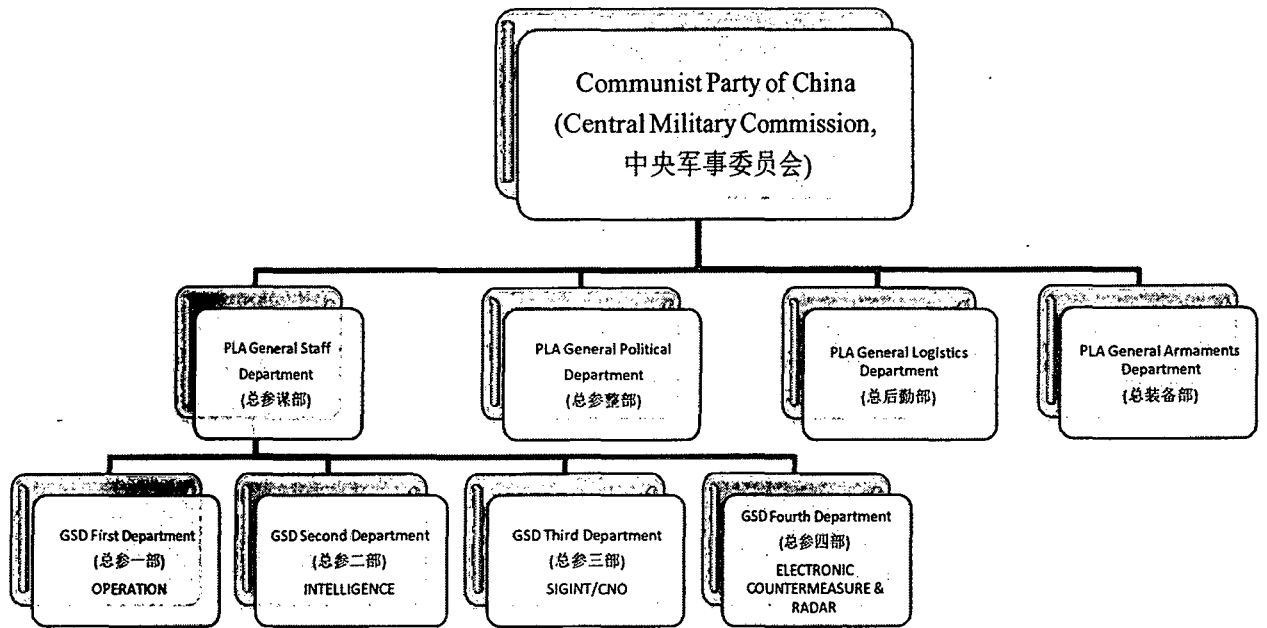 Communist Party of China
(Central Military Commission,
中央军事委员会)
PLA General Staff
Department
(总参谋部)
PLA General Political
Department
(总参整部)
PLA General Logistics
Department
(总后勤部)
PLA General Armaments
Department
(总装备部)
GSD First Department
(总参一部)
OPERATION
GSD Second Department
(总参二部)
INTELLIGENCE
GSD Third Department
(总参三部)
SIGINT/CNO
GSD Fourth Department
(总参四部)
ELECTRONIC
COUNTERMEASURE &
RADAR